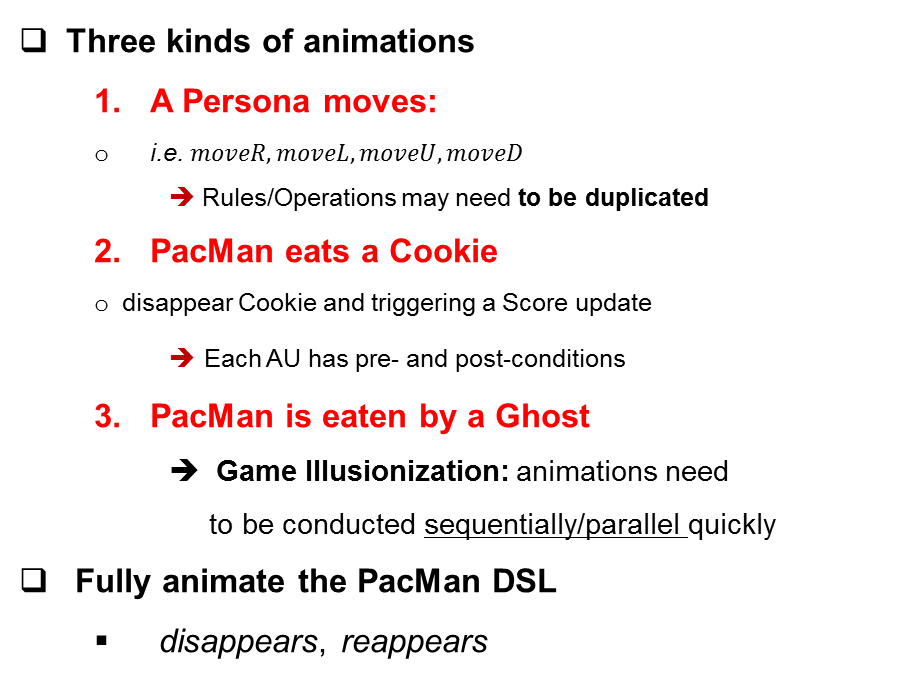 ❑ Three kinds of animations
1. A Persona moves:
o i.e. moveR, moveL, moveU, moveD
➔ Rules/Operations may need to be duplicated
2. PacMan eats a Cookie
o disappear Cookie and triggering a Score update
➔ Each AU has pre- and post-conditions
3. PacMan is eaten by a Ghost
➔ Game Illusionization: animations need
to be conducted sequentially/parallel quickly
❑ Fully animate the PacMan DSL
▪ disappears, reappears